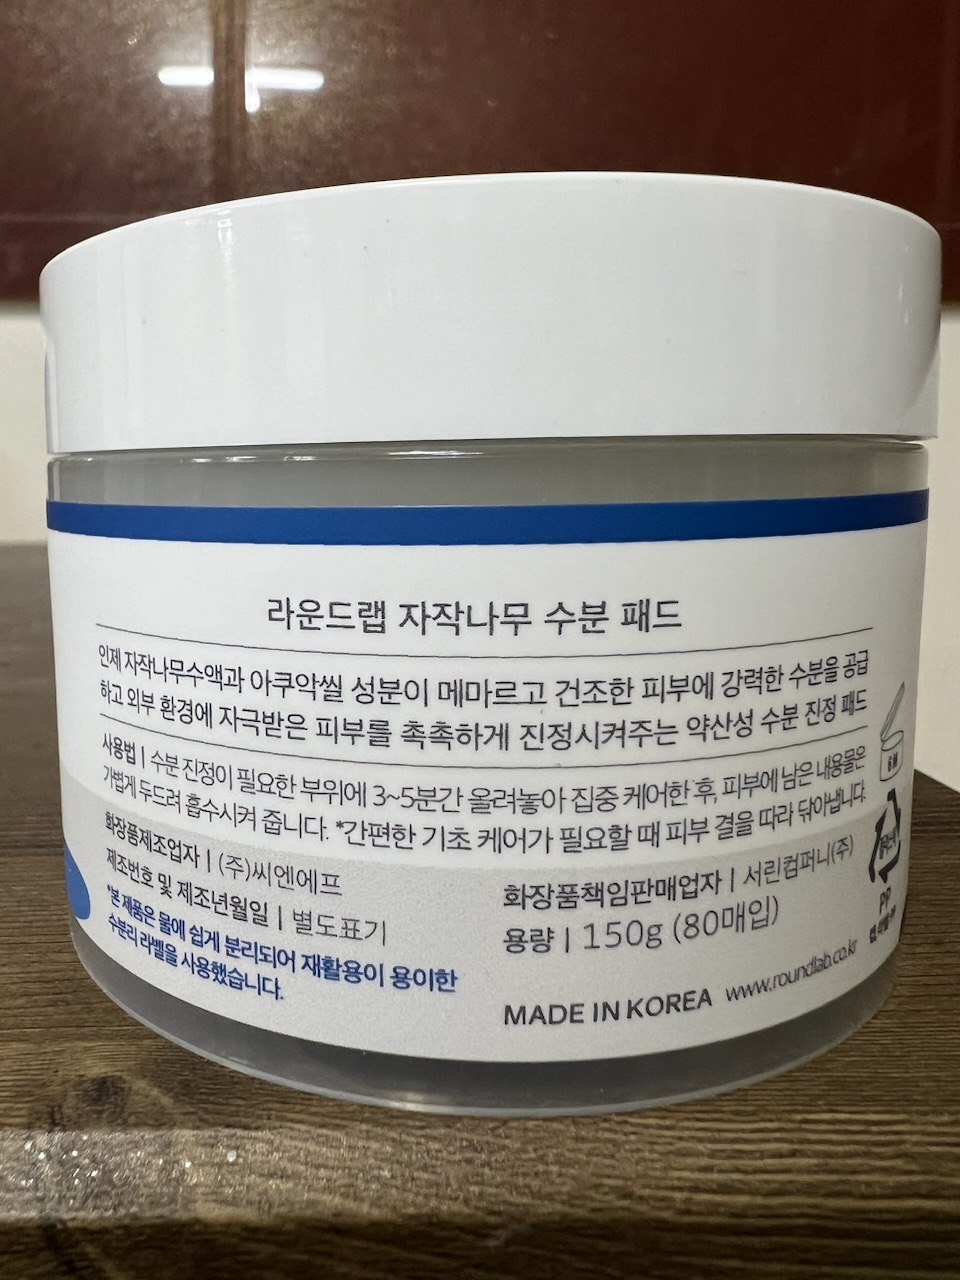 라운드랩 자작나무 수분 패드
인제 자작나무수액과 아쿠악씰 성분이 메마르고 건조한 피부에 강력한 수분을 공급
하고 외부 환경에 자극받은 피부를 촉촉하게 진정시켜주는 약산성 수분 진정 패드
사용법 | 수분 진정이 필요한 부위에 3~5분간 올려놓아 집중 케어한 후, 피부에 남은 내용물은
가볍게 두드려 흡수시켜 줍니다. *간편한 기초 케어가 필요할 때 피부 결을 따라 닦아냅니다.
화장품제조업자 | (주)씨엔에프
제조번호 및 제조년월일 | 별도표기
*본 제품은 물에 쉽게 분리되어 재활용이 용이한
수분리 라벨을 사용했습니다.
화장품책임판매업자 | 서린컴퍼니(주)
용량 | 150g (80매입)
MADE IN KOREA www.roundlab.co.kr
6M
PP